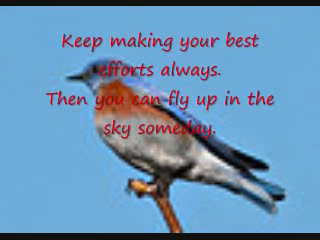 Keep making your best
efforts always.
Then you can fly up in the
sky someday.